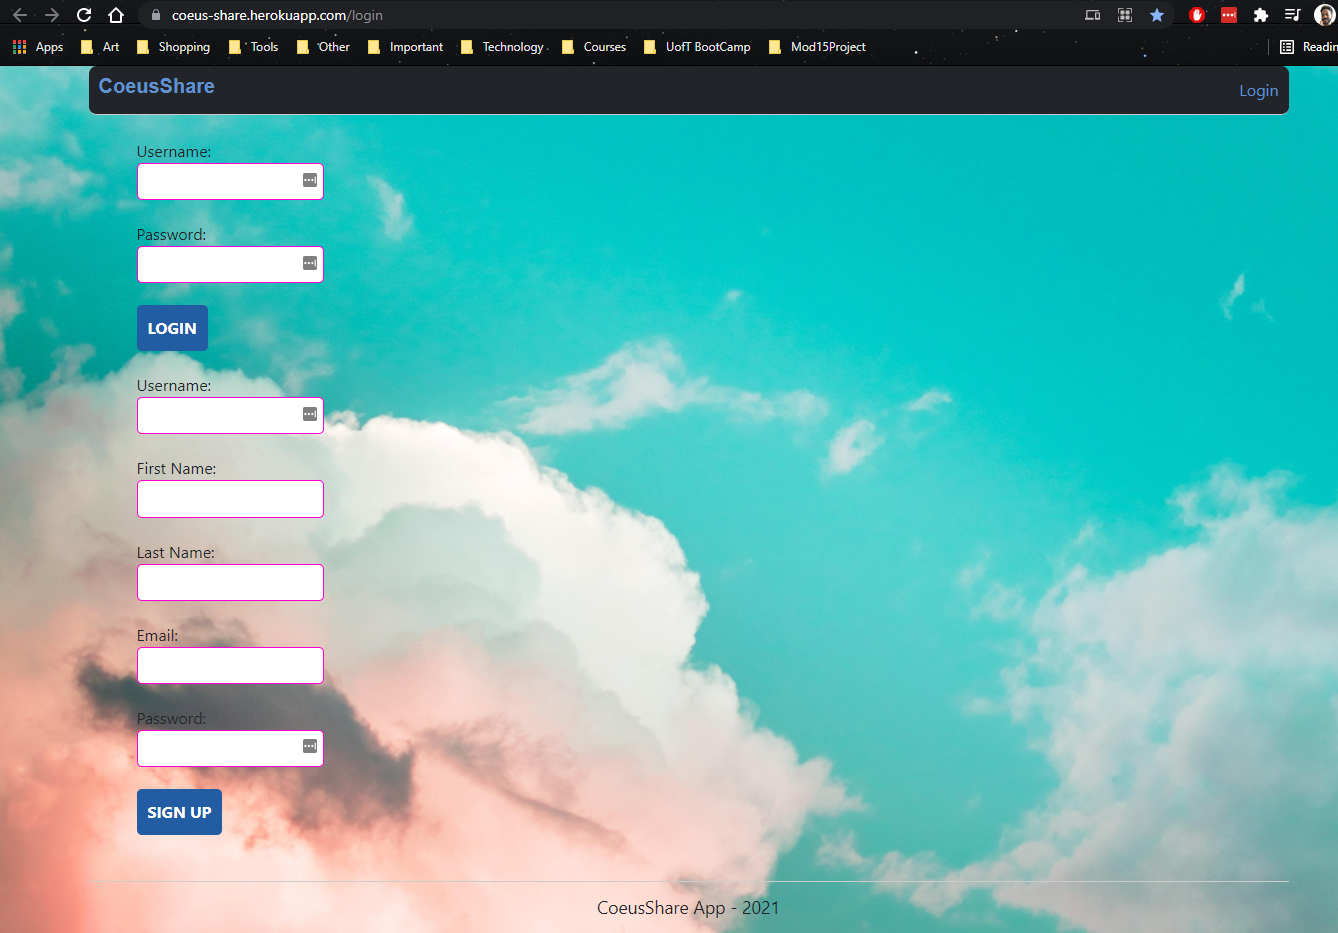 coeus-share.herokuapp.com/login
Apps Art Shopping Tools Other Important Technology Courses UofT BootCamp Mod15Project Readin
CoeusShare Login
Username:
Password:
LOGIN
Username:
First Name:
Last Name:
Email:
Password:
SIGN UP
CoeusShare App - 2021